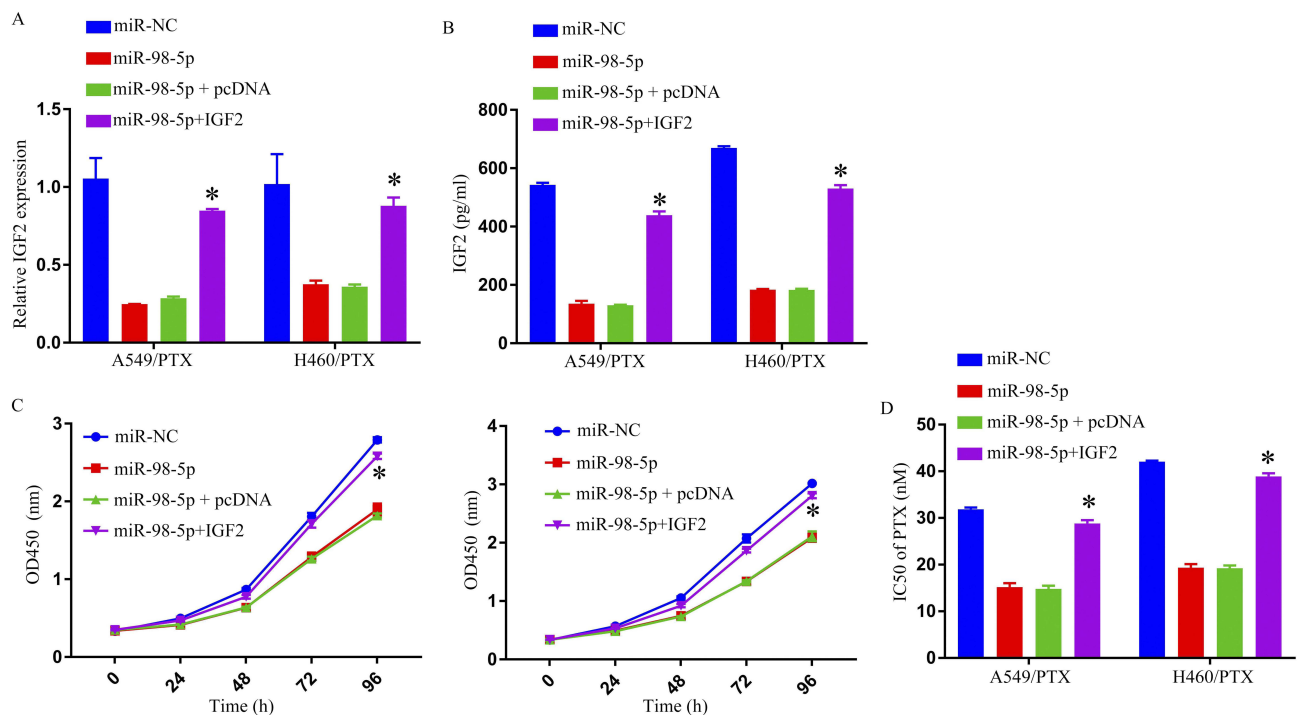 A
miR-NC
miR-98-5p
miR-98-5p + pcDNA
miR-98-5p+IGF2
Relative IGF2 expression
1.5
1.0
0.5
0.0
*
*
A549/PTX
H460/PTX
B
miR-NC
miR-98-5p
miR-98-5p + pcDNA
miR-98-5p+IGF2
IGF2 (pg/ml)
800
600
400
200
0
*
*
A549/PTX
H460/PTX
C
miR-NC
miR-98-5p
miR-98-5p + pcDNA
miR-98-5p+IGF2
OD450 (nm)
3
2
1
0
*
0 24 48 72 96
Time (h)
miR-NC
miR-98-5p
miR-98-5p + pcDNA
miR-98-5p+IGF2
OD450 (nm)
4
3
2
1
0
*
0 24 48 72 96
Time (h)
D
miR-NC
miR-98-5p
miR-98-5p + pcDNA
miR-98-5p+IGF2
IC50 of PTX (nM)
50
40
30
20
10
0
*
*
A549/PTX
H460/PTX